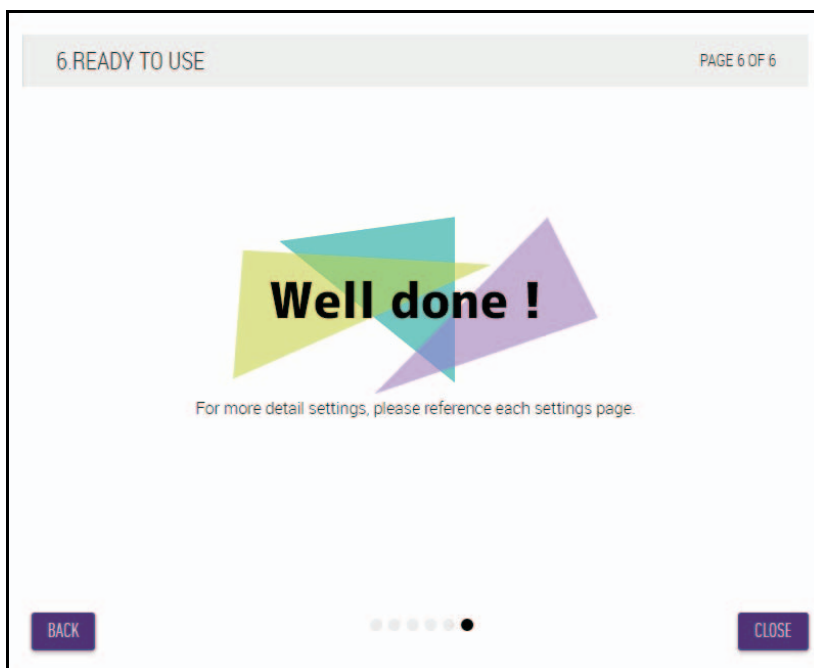 6.READY TO USE
PAGE 6 OF 6
Well done !
For more detail settings, please reference each settings page.
BACK
CLOSE